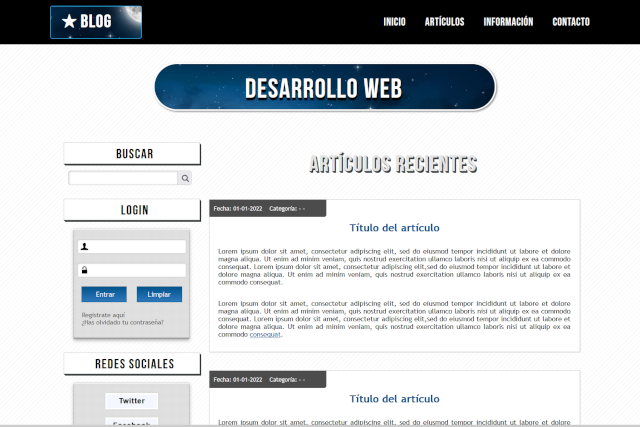 ★ BLOG
INICIO ARTÍCULOS INFORMACIÓN CONTACTO
DESARROLLO WEB
BUSCAR
LOGIN
Entrar Limpiar
Regístrate aquí
¿Has olvidado tu contraseña?
REDES SOCIALES
Twitter
Facebook
ARTÍCULOS RECIENTES
Fecha: 01-01-2022 Categoría: - -
Título del artículo
Lorem ipsum dolor sit amet, consectetur adipiscing elit, sed do eiusmod tempor incididunt ut labore et dolore
magna aliqua. Ut enim ad minim veniam, quis nostrud exercitation ullamco laboris nisi ut aliquip ex ea commodo
consequat. Lorem ipsum dolor sit amet, consectetur adipiscing elit,sed do eiusmod tempor incididunt ut labore et
dolore magna aliqua. Ut enim ad minim veniam, quis nostrud exercitation ullamco laboris nisi ut aliquip ex ea
commodo consequat.
Lorem ipsum dolor sit amet, consectetur adipiscing elit, sed do eiusmod tempor incididunt ut labore et dolore
magna aliqua. Ut enim ad minim veniam, quis nostrud exercitation ullamco laboris nisi ut aliquip ex ea commodo
consequat. Lorem ipsum dolor sit amet, consectetur adipiscing elit,sed do eiusmod tempor incididunt ut labore et
dolore magna aliqua. Ut enim ad minim veniam, quis nostrud exercitation ullamco laboris nisi ut aliquip ex ea
commodo consequat.
Fecha: 01-01-2022 Categoría: - -
Título del artículo
Lorem ipsum dolor sit amet, consectetur adipiscing elit, sed do eiusmod tempor incididunt ut labore et dolore